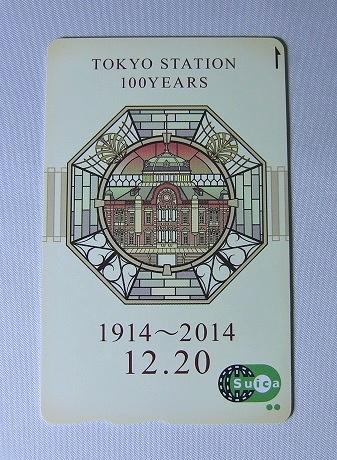 TOKYO STATION
100YEARS
1914～2014
12.20
Suica